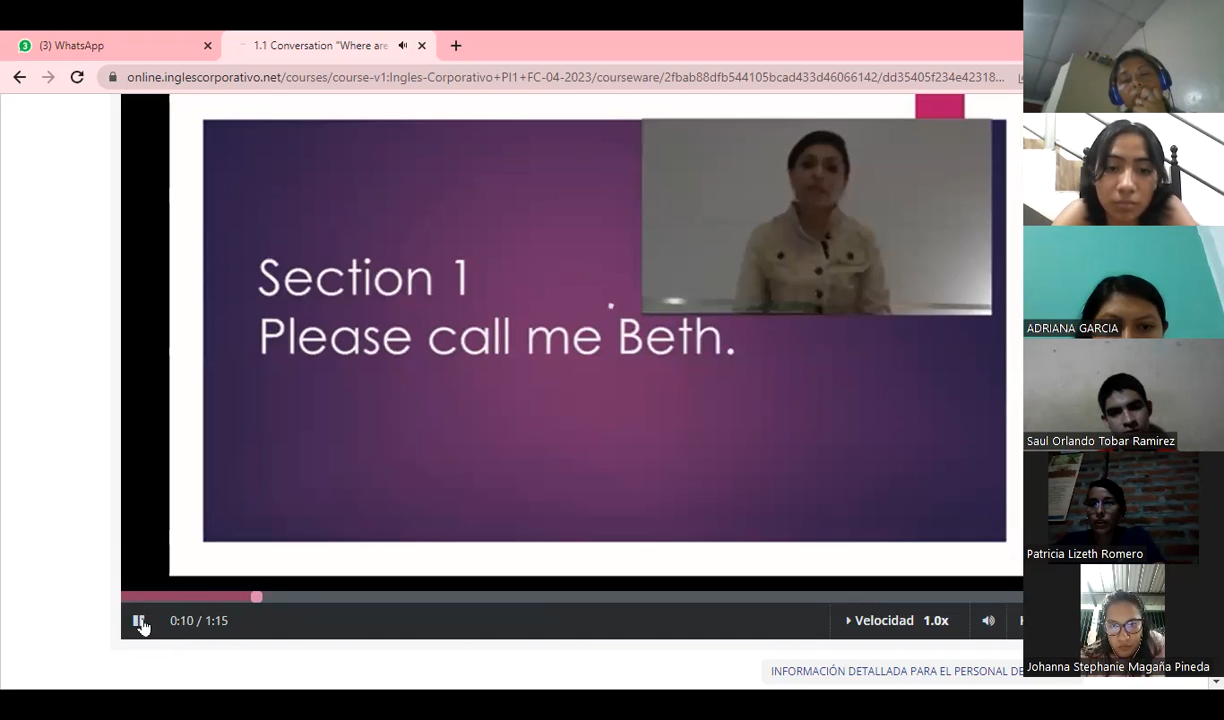 3
(3) WhatsApp
1.1 Conversation "Where are
online.inglescorporativo.net/courses/course-v1:Ingles-Corporativo+PI1+FC-04-2023/courseware/2fbab88dfb544105bcad433d46066142/dd35405f234e42318...
Section 1
Please call me Beth.
ADRIANA GARCIA
Saul Orlando Tobar Ramirez
Patricia Lizeth Romero
0:10 / 1:15
Velocidad 1.0x
INFORMACIÓN DETALLADA PARA EL PERSONAL DE
Johanna Stephanie Magaña Pineda